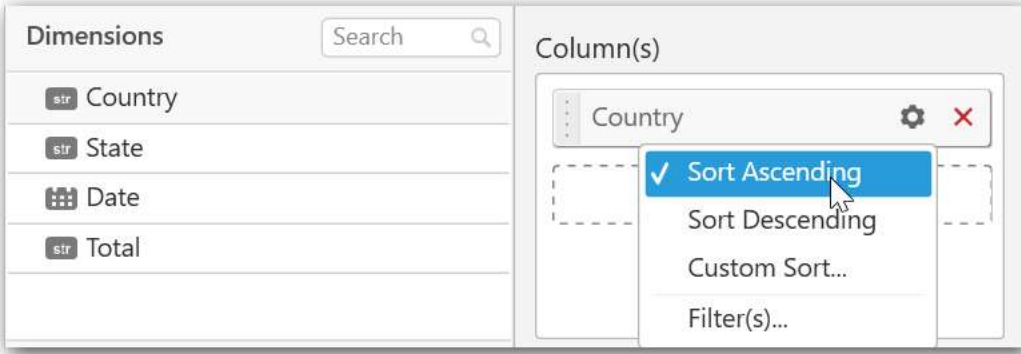 Dimensions
Search
str Country
str State
Date
str Total
Column(s)
Country
Sort Ascending
Sort Descending
Custom Sort...
Filter(s)...